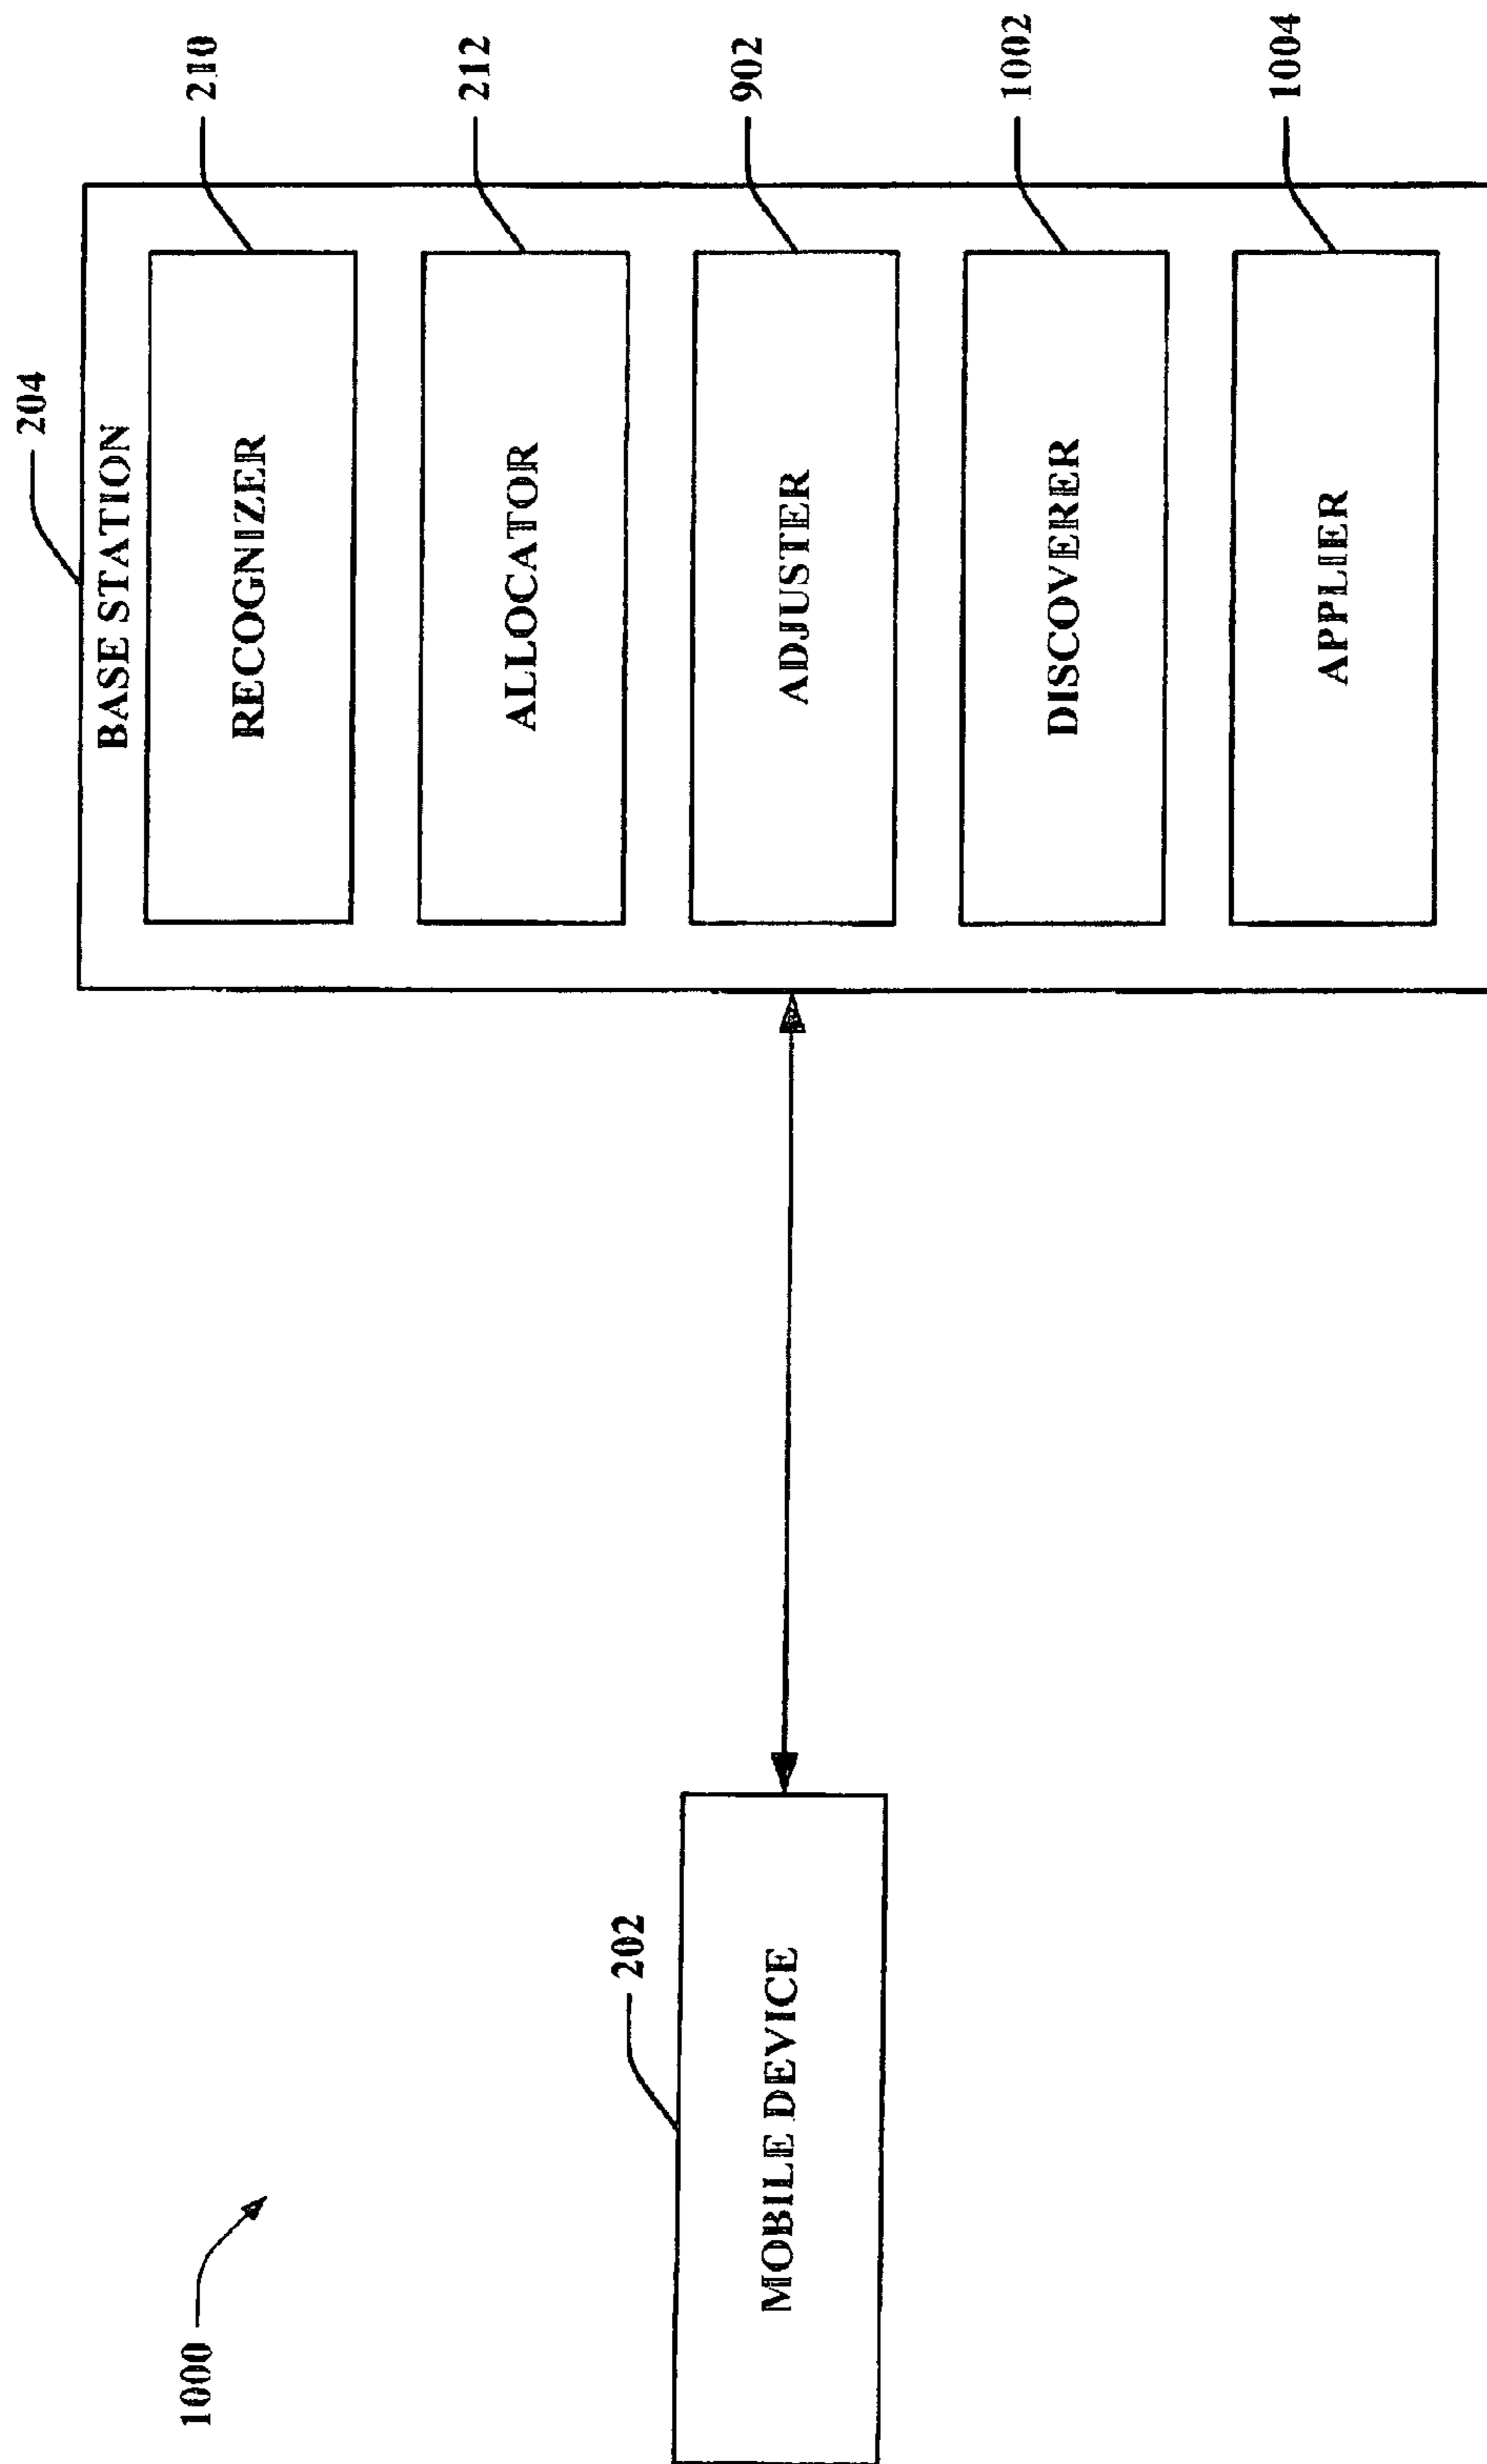 1000
202
MOBILE DEVICE
204
BASE STATION
RECOGNIZER
210
ALLOCATOR
212
ADJUSTER
902
DISCOVERER
1002
APPLIER
1004